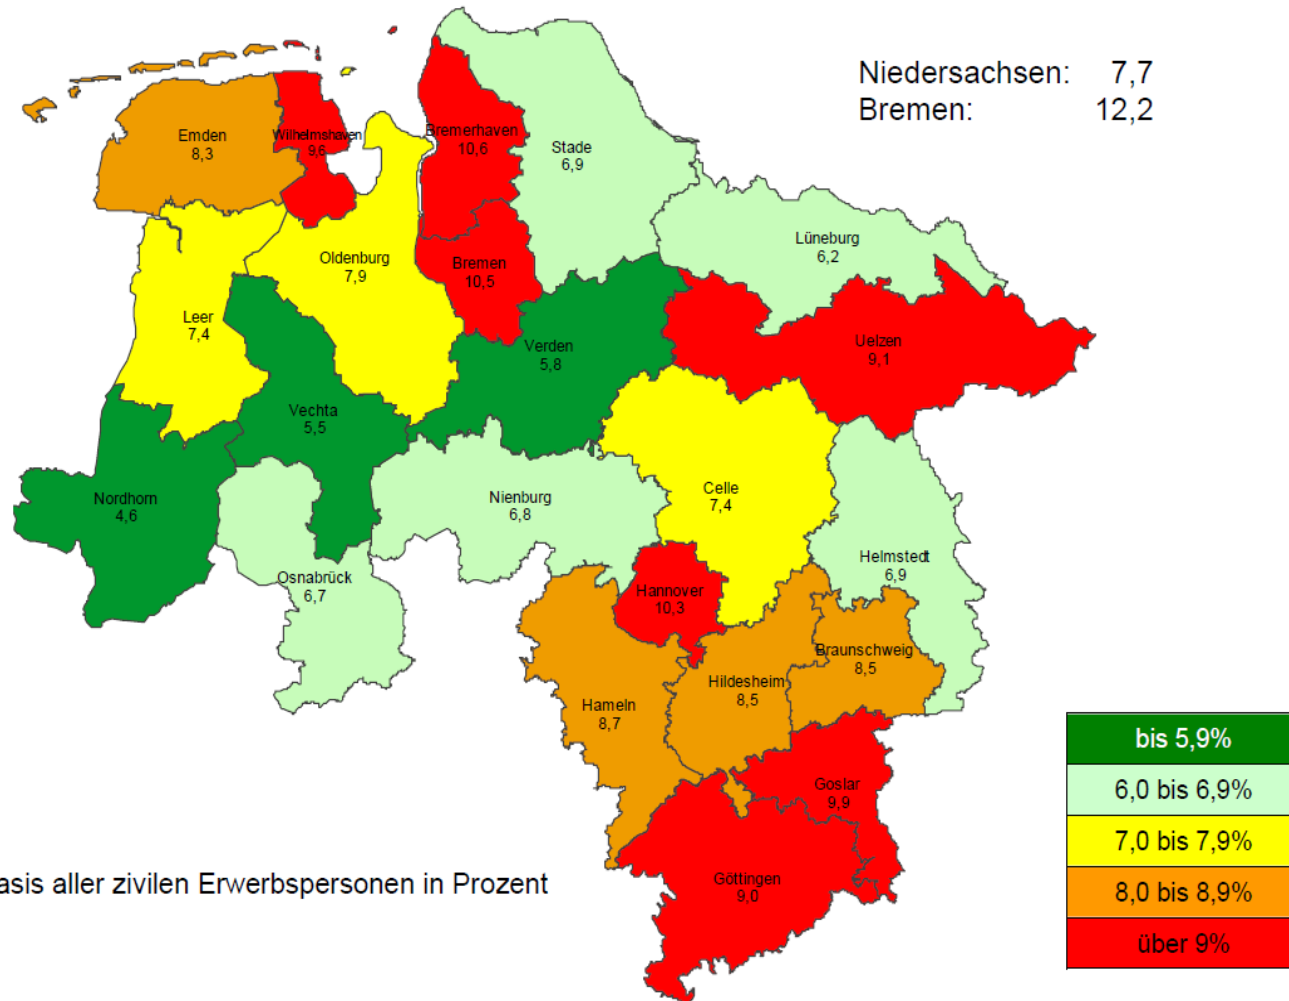 Niedersachsen: 7,7
Bremen: 12,2
Emden
8,3
Wilhelmshaven
9,6
Bremerhaven
10,6
Stade
6,9
Lüneburg
6,2
Oldenburg
7,9
Bremen
10,5
Leer
7,4
Verden
5,8
Uelzen
9,1
Vechta
5,5
Nordhorn
4,6
Nienburg
6,8
Celle
7,4
Helmstedt
6,9
Osnabrück
6,7
Hannover
10,3
Braunschweig
8,5
Hildesheim
8,5
Hameln
8,7
Goslar
9,9
Göttingen
9,0
asis aller zivilen Erwerbspersonen in Prozent
bis 5,9%
6,0 bis 6,9%
7,0 bis 7,9%
8,0 bis 8,9%
über 9%